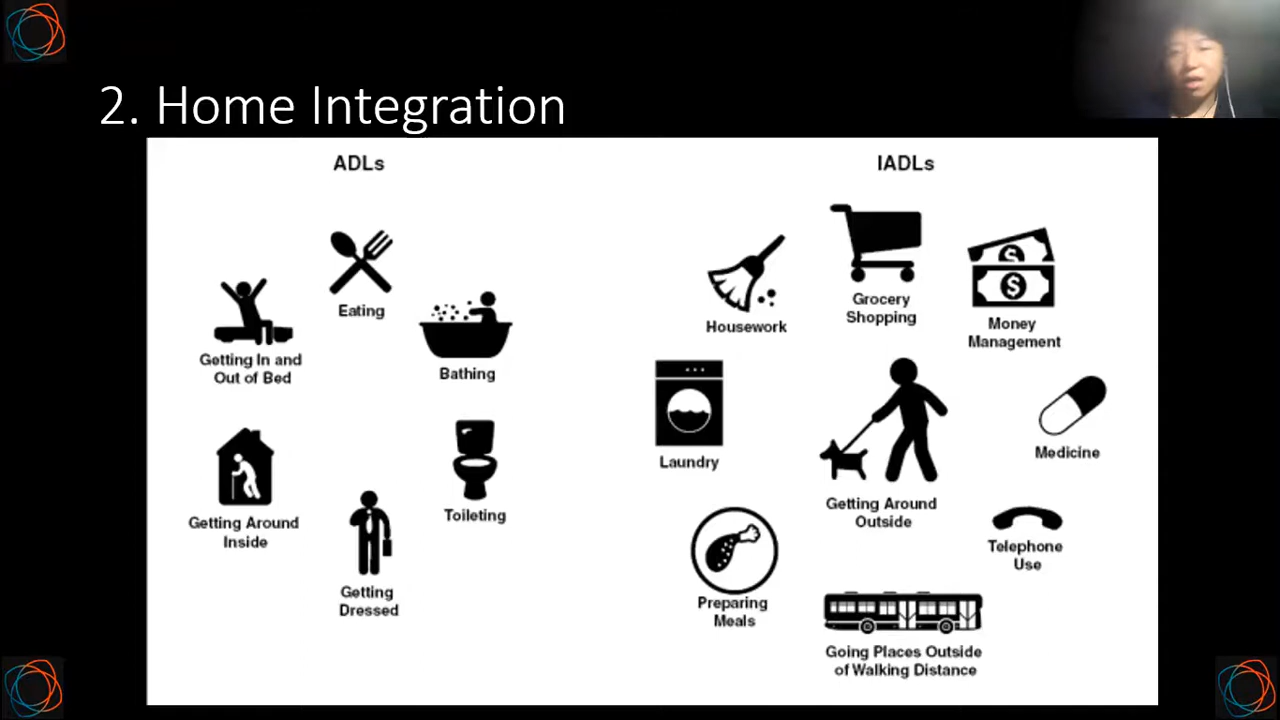 2. Home Integration
ADLs
Eating
Getting In and
Out of Bed
Bathing
Getting Around
Inside
Toileting
Getting
Dressed
IADLs
Housework
Grocery
Shopping
Money
Management
Laundry
Getting Around
Outside
Medicine
Telephone
Use
Preparing
Meals
Going Places Outside
of Walking Distance